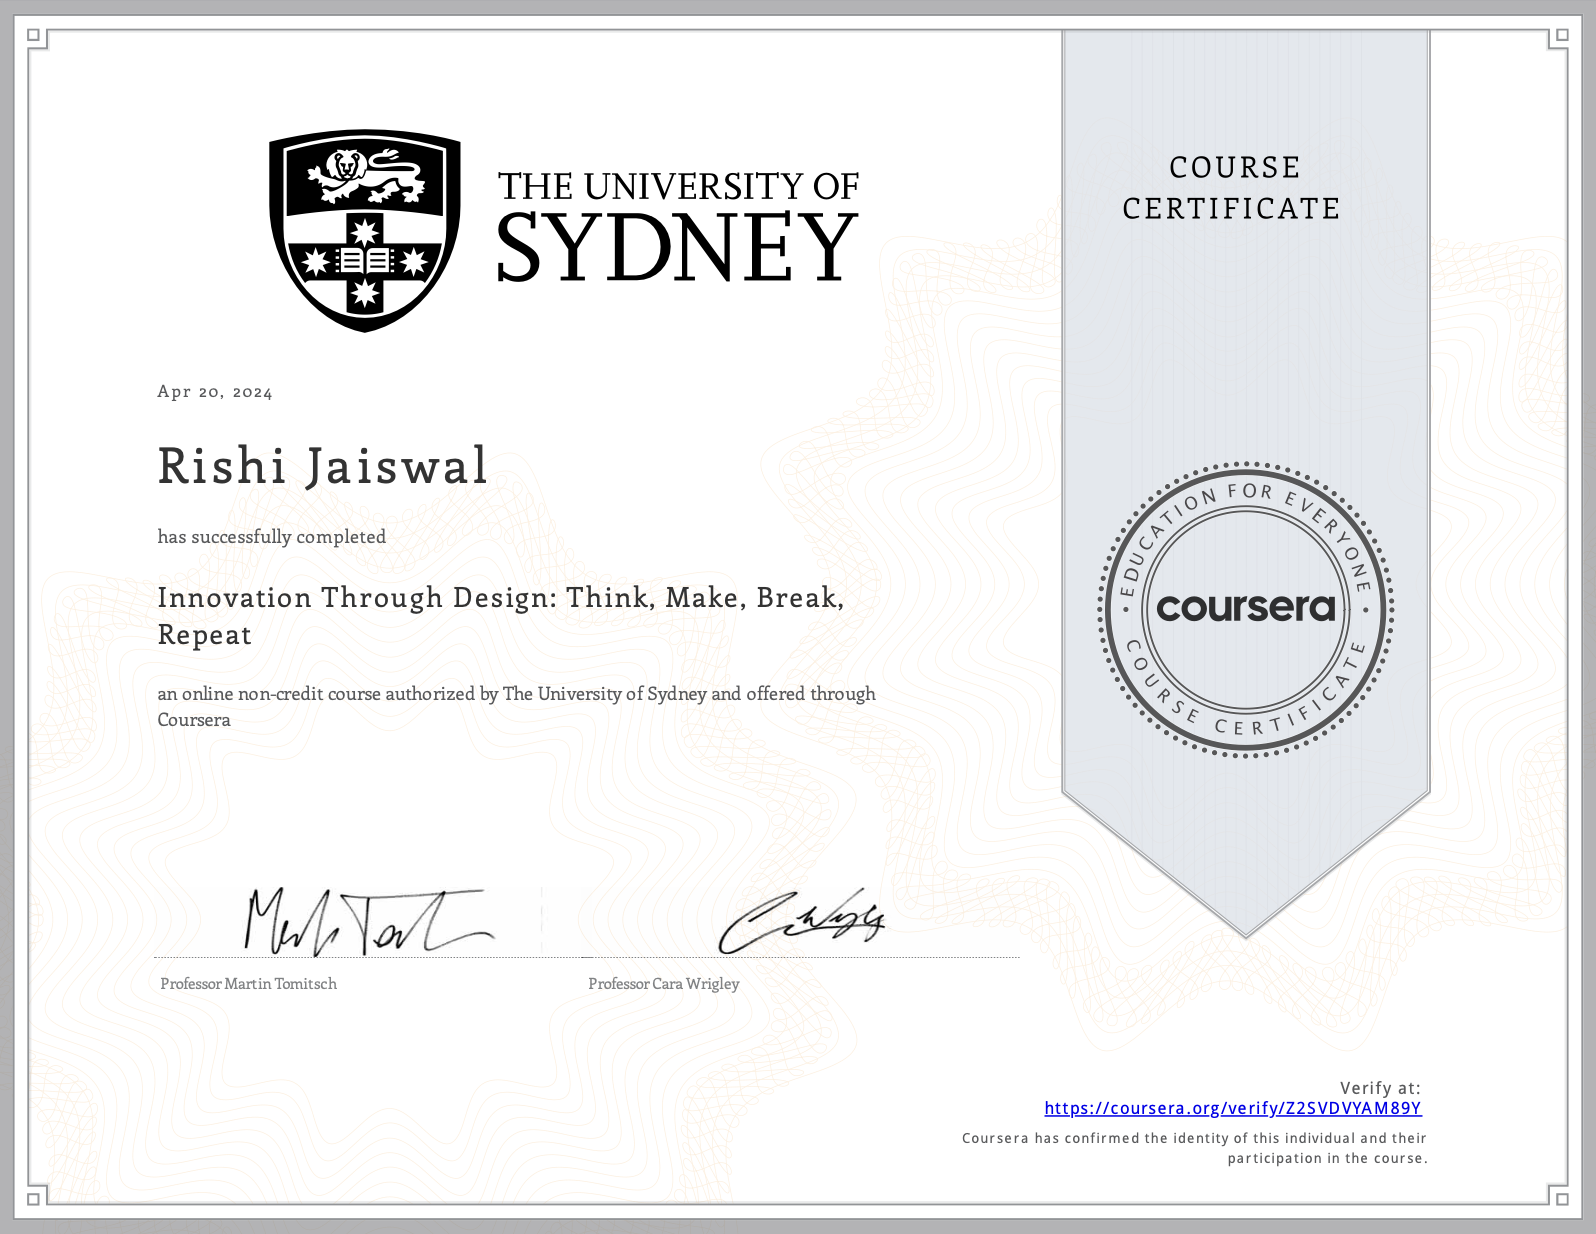 THE UNIVERSITY OF
SYDNEY
COURSE
CERTIFICATE
Apr 20, 2024
Rishi Jaiswal
has successfully completed
Innovation Through Design: Think, Make, Break,
Repeat
an online non-credit course authorized by The University of Sydney and offered through
Coursera
EDUCATION FOR EVERYONE
coursera
COURSE CERTIFICATE
Professor Martin Tomitsch
Professor Cara Wrigley
Verify at:
https://coursera.org/verify/Z2SVDVYAM89Y
Coursera has confirmed the identity of this individual and their
participation in the course.